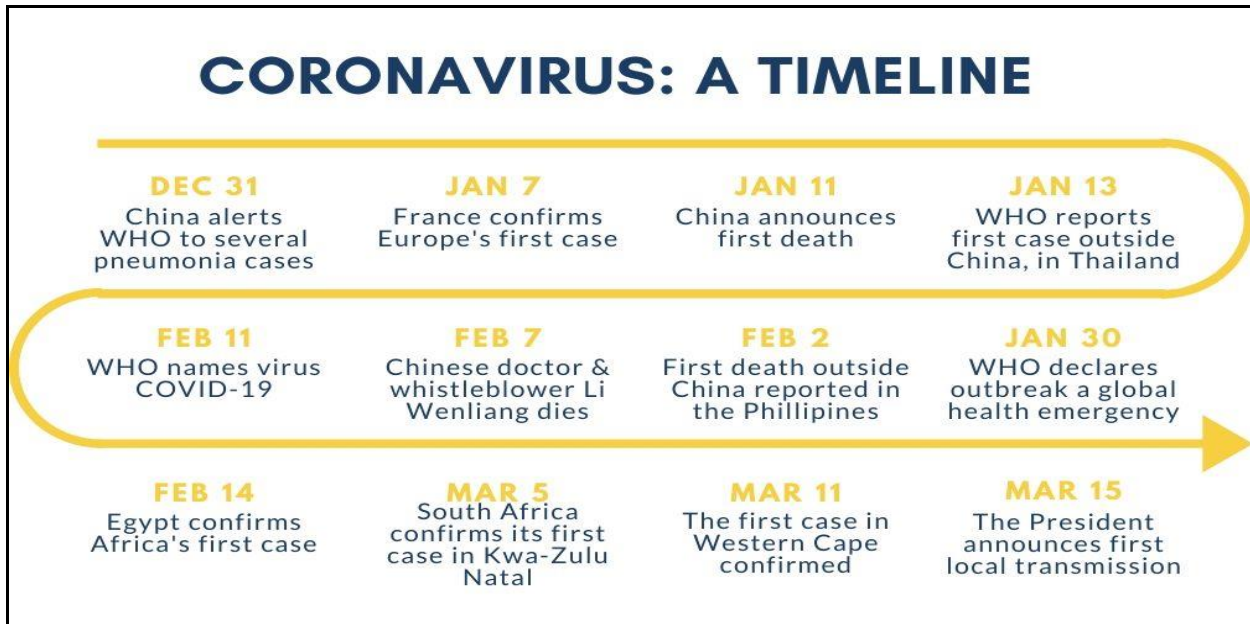 CORONAVIRUS: A TIMELINE
DEC 31
China alerts
WHO to several
pneumonia cases
JAN 7
France confirms
Europe's first case
JAN 11
China announces
first death
JAN 13
WHO reports
first case outside
China, in Thailand
JAN 30
WHO declares
outbreak a global
health emergency
FEB 2
First death outside
China reported in
the Phillipines
FEB 7
Chinese doctor &
whistleblower Li
Wenliang dies
FEB 11
WHO names virus
COVID-19
FEB 14
Egypt confirms
Africa's first case
MAR 5
South Africa
confirms its first
case in Kwa-Zulu
Natal
MAR 11
The first case in
Western Cape
confirmed
MAR 15
The President
announces first
local transmission